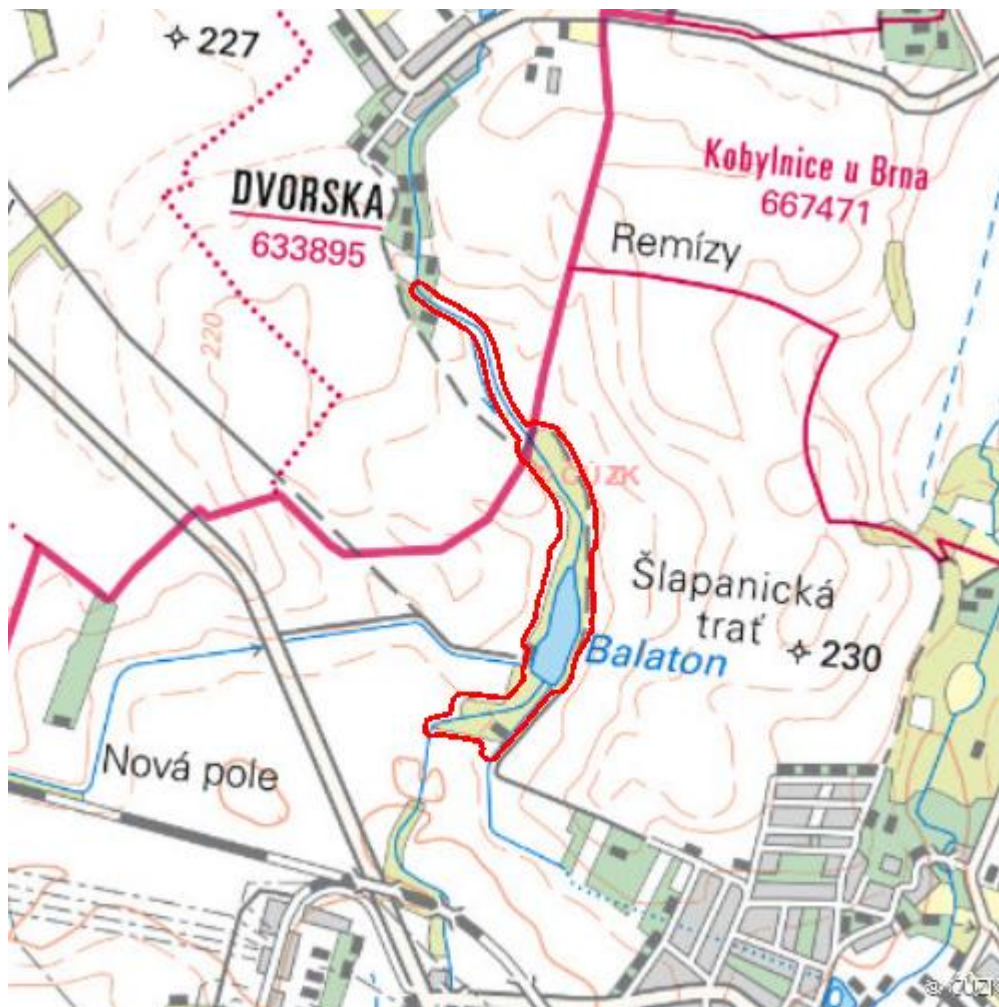 227
DVORSKA
633895
Kobylnice u Brna
667471
Remízy
220
ČÚZK
Šlapanická
trať
230
Balaton
Nová pole
© ČÚZK